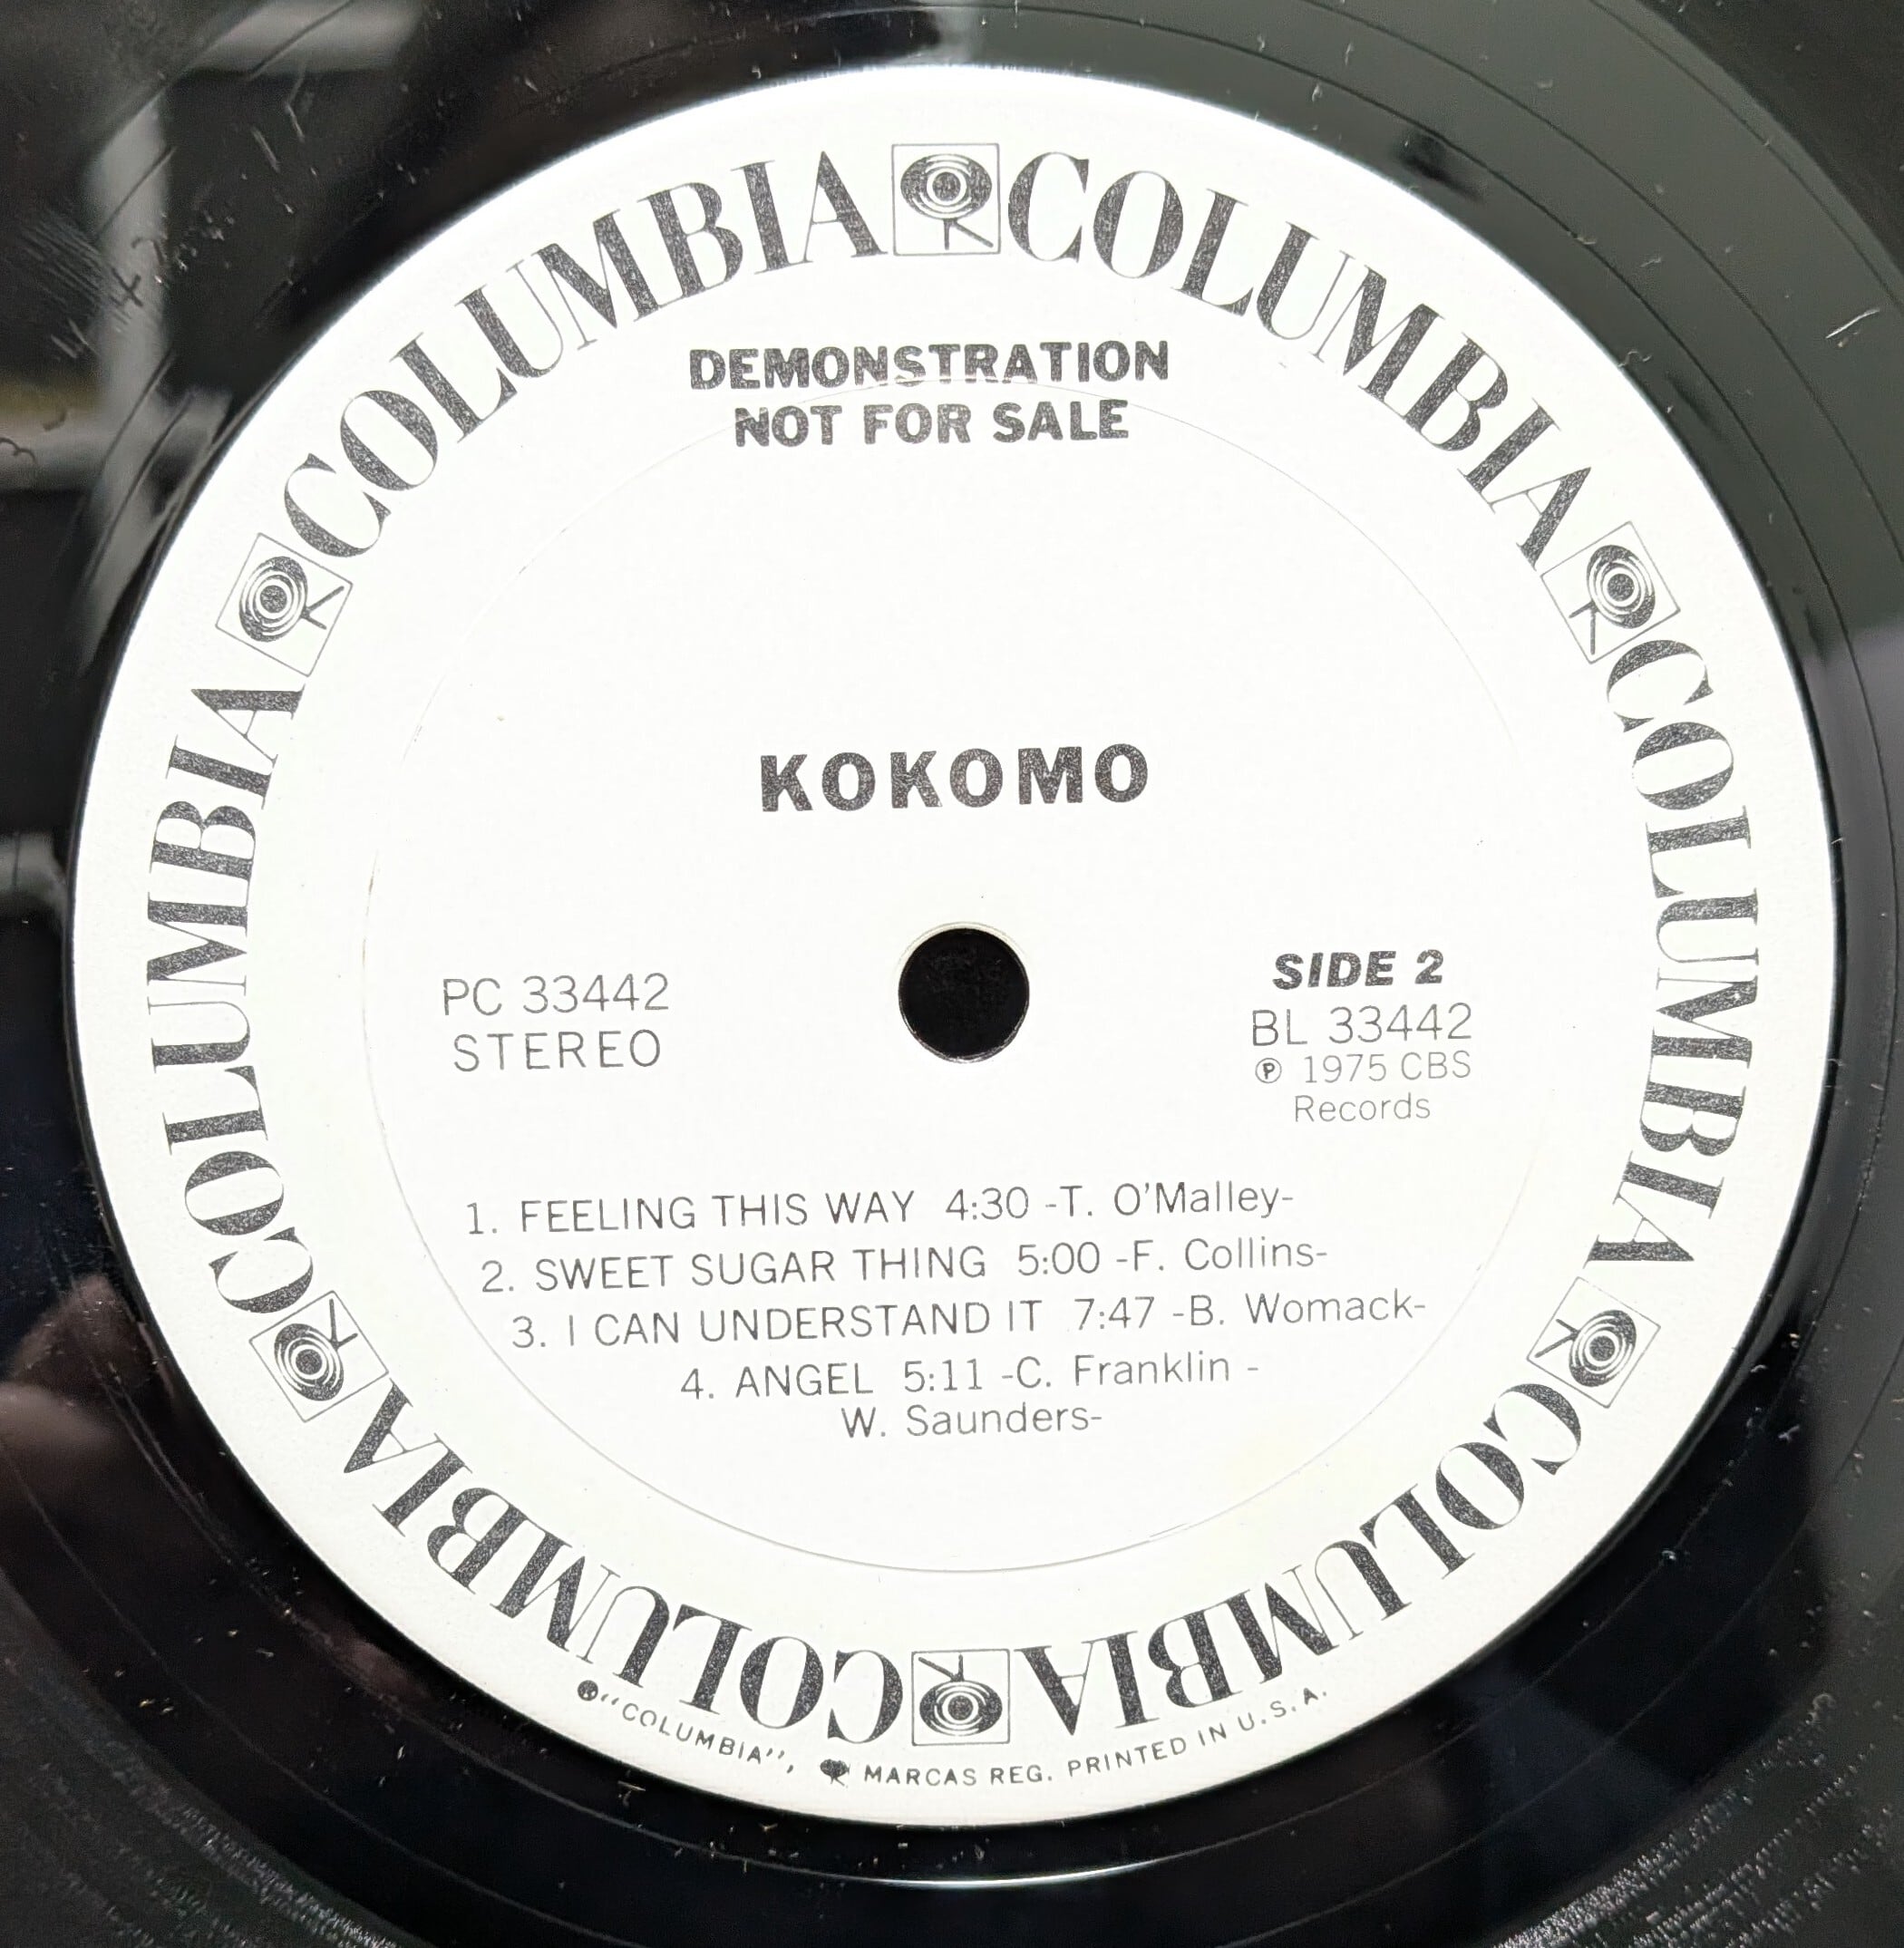 COLUMBIA COLUMBIA COLUMBIA COLUMBIA COLUMBIA COLUMBIA
DEMONSTRATION
NOT FOR SALE
KOKOMO
PC 33442
STEREO
SIDE 2
BL 33442
℗ 1975 CBS
Records
1. FEELING THIS WAY 4:30 -T. O'Malley-
2. SWEET SUGAR THING 5:00 -F. Collins-
3. I CAN UNDERSTAND IT 7:47 -B. Womack-
4. ANGEL 5:11 -C. Franklin -
W. Saunders-
"COLUMBIA", MARCAS REG. PRINTED IN U.S.A.